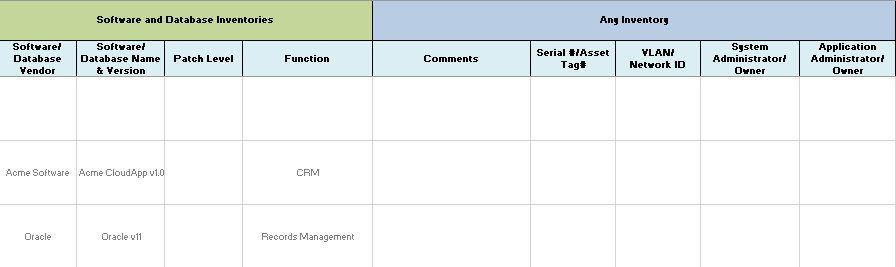 Software and Database Inventories
Any Inventory
Software/
Database
Vendor
Software/
Database Name
& Version
Patch Level
Function
Comments
Serial #/Asset
Tag#
VLAN/
Network ID
System
Administrator/
Owner
Application
Administrator/
Owner
Acme Software
Acme CloudApp v1.0
CRM
Oracle
Oracle v11
Records Management